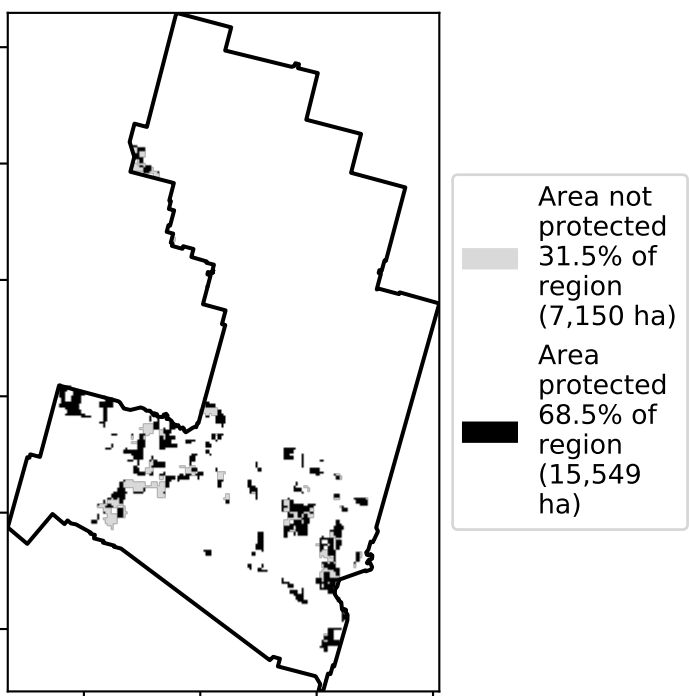 Area not
protected
31.5% of
region
(7,150 ha)
Area
protected
68.5% of
region
(15,549
ha)